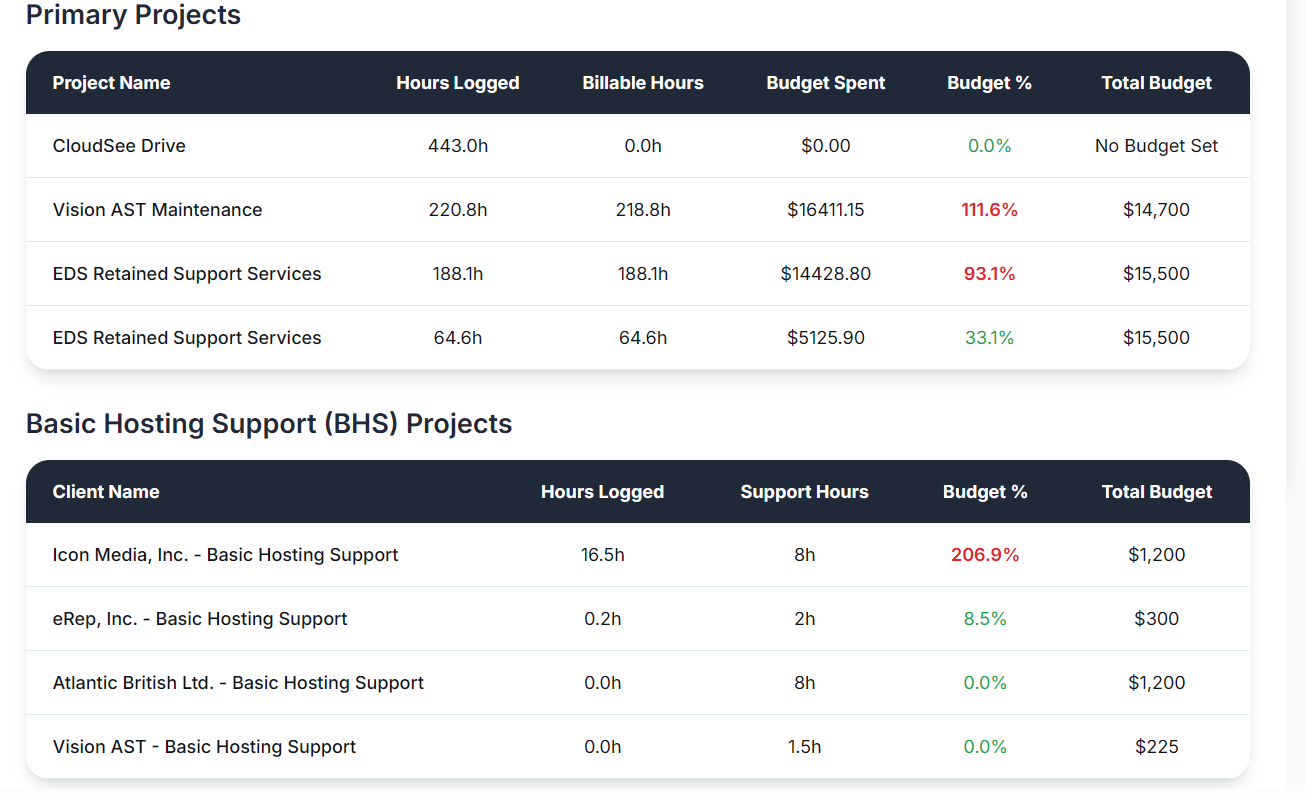 Primary Projects
Project Name Hours Logged Billable Hours Budget Spent Budget % Total Budget
CloudSee Drive 443.0h 0.0h $0.00 0.0% No Budget Set
Vision AST Maintenance 220.8h 218.8h $16411.15 111.6% $14,700
EDS Retained Support Services 188.1h 188.1h $14428.80 93.1% $15,500
EDS Retained Support Services 64.6h 64.6h $5125.90 33.1% $15,500
Basic Hosting Support (BHS) Projects
Client Name Hours Logged Support Hours Budget % Total Budget
Icon Media, Inc. - Basic Hosting Support 16.5h 8h 206.9% $1,200
eRep, Inc. - Basic Hosting Support 0.2h 2h 8.5% $300
Atlantic British Ltd. - Basic Hosting Support 0.0h 8h 0.0% $1,200
Vision AST - Basic Hosting Support 0.0h 1.5h 0.0% $225